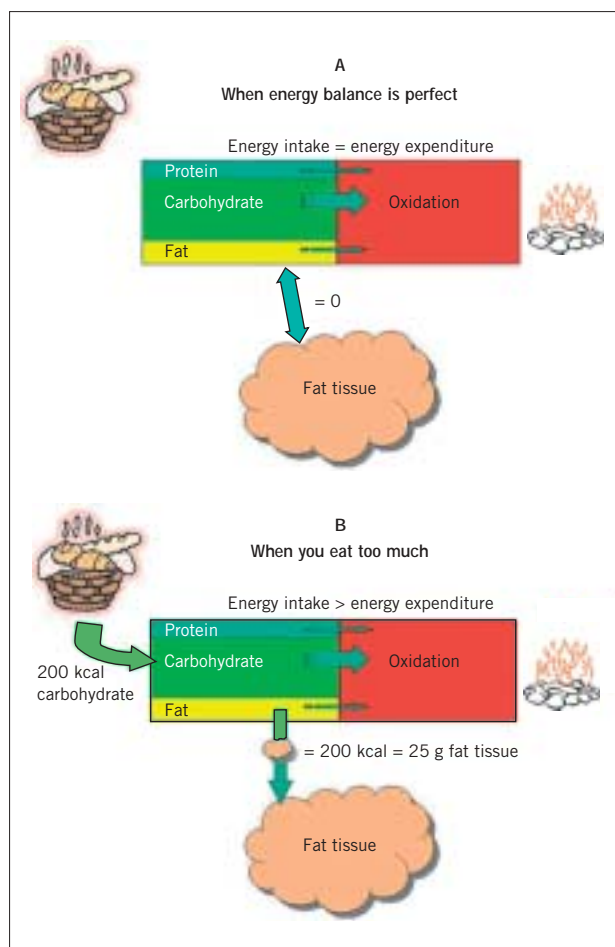 A
When energy balance is perfect
Energy intake = energy expenditure
Protein
Carbohydrate
Oxidation
Fat
= 0
Fat tissue
B
When you eat too much
Energy intake > energy expenditure
Protein
Carbohydrate
Oxidation
200 kcal
carbohydrate
Fat
= 200 kcal = 25 g fat tissue
Fat tissue